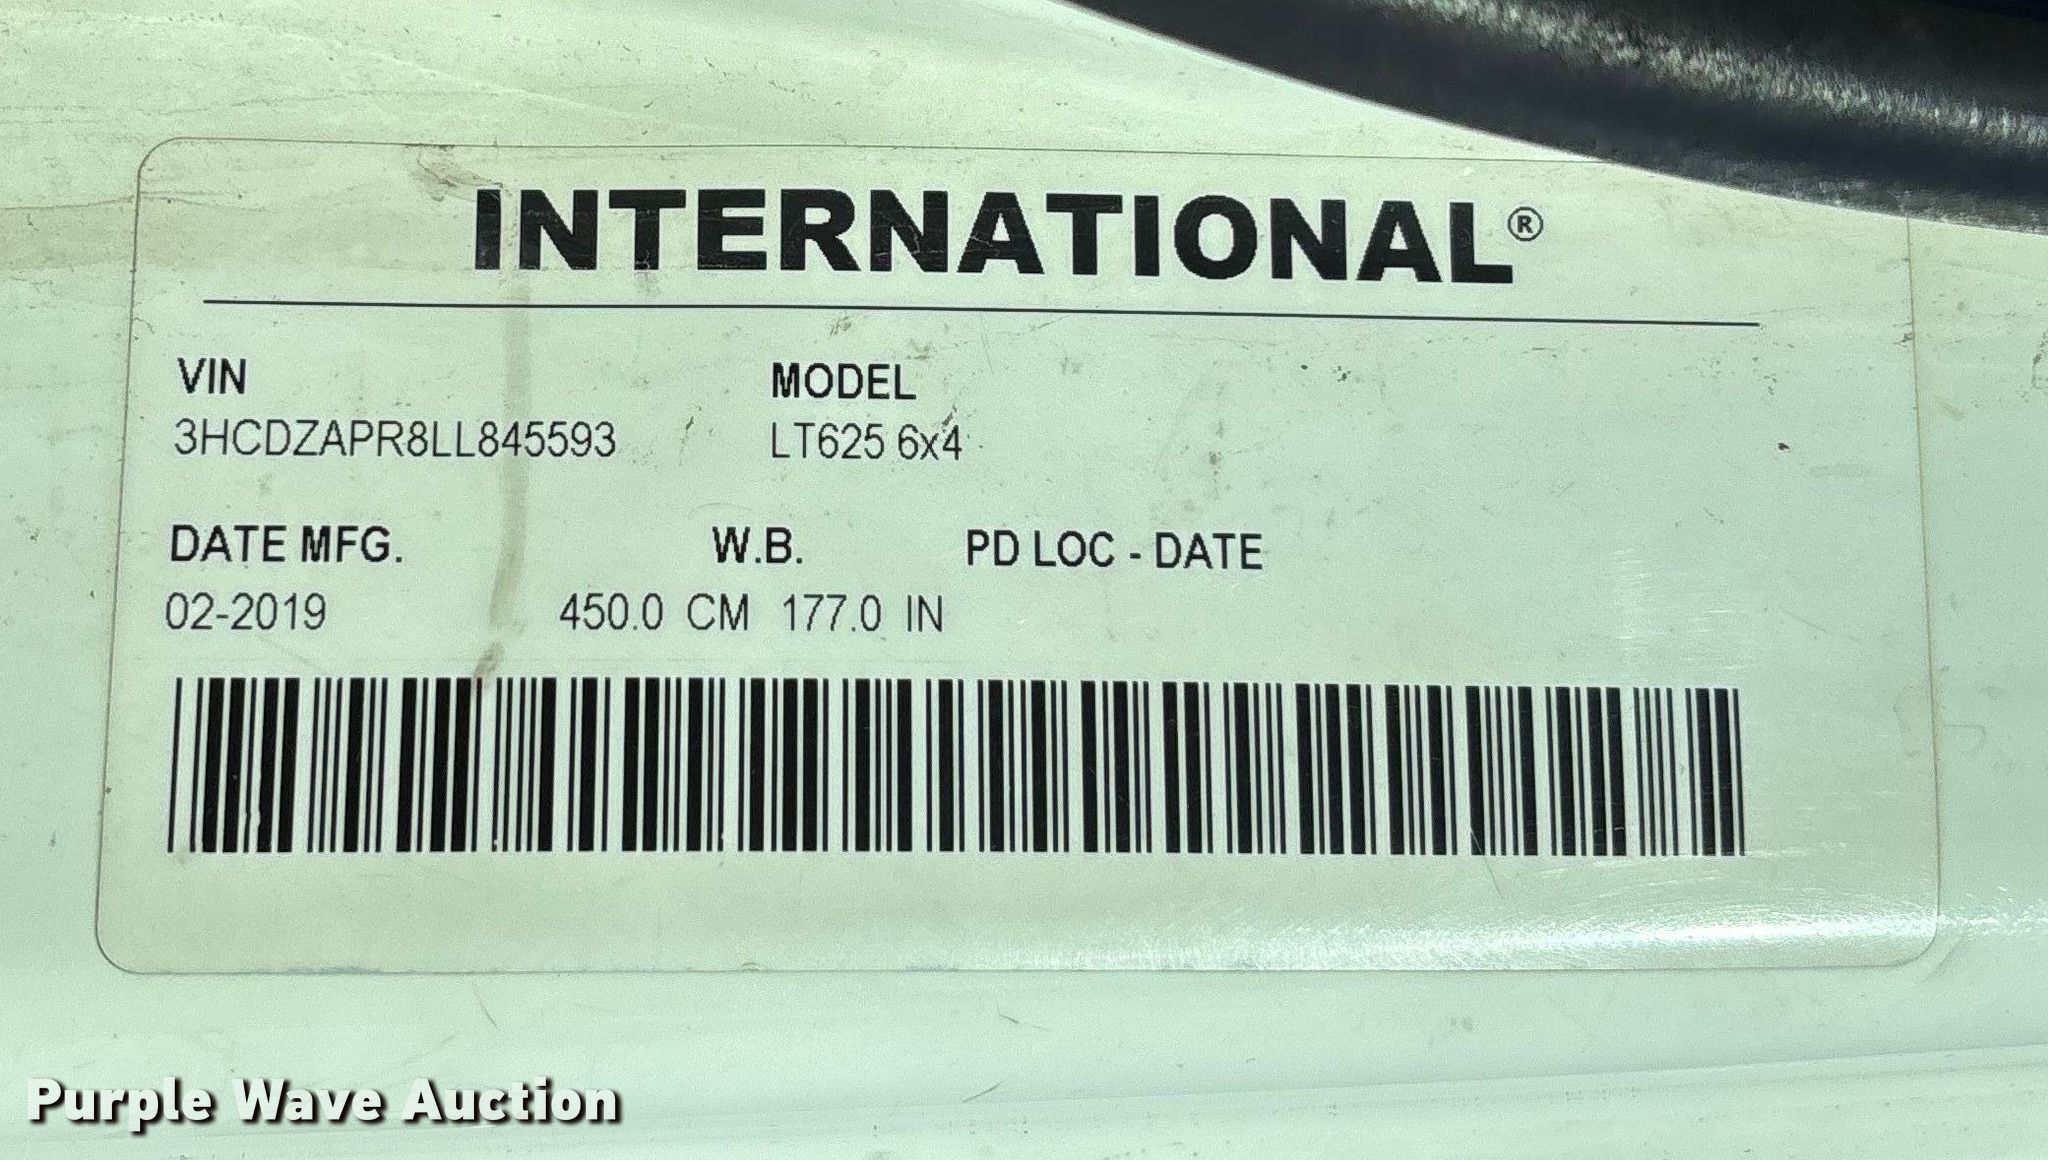 INTERNATIONAL®
VIN MODEL
3HCDZAPR8LL845593 LT625 6x4
DATE MFG. W.B. PD LOC - DATE
02-2019 450.0 CM 177.0 IN
Purple Wave Auction